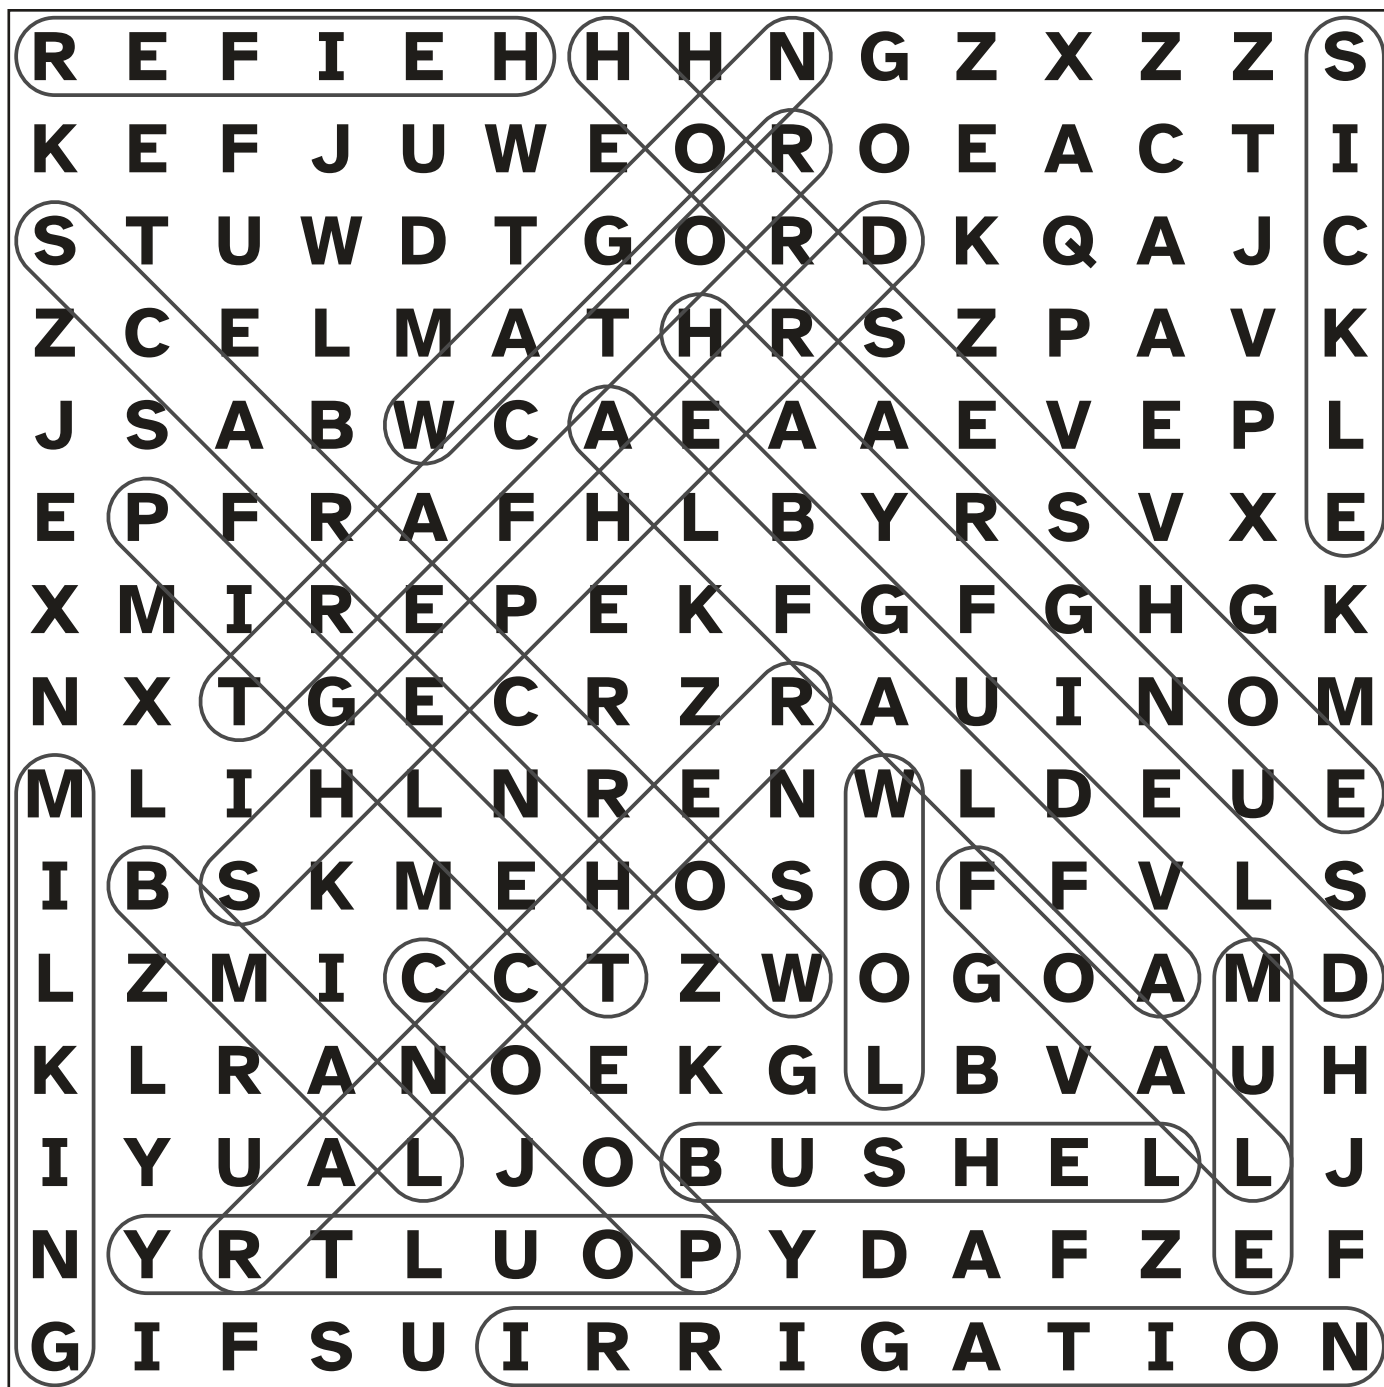 R E F I E H H H N G Z X Z Z S
K E F J U W E O R O E A C T I
S T U W D T G O R D K Q A J C
Z C E L M A T H R S Z P A V K
J S A B W C A E A A E V E P L
E P F R A F H L B Y R S V X E
X M I R E P E K F G F G H G K
N X T G E C R Z R A U I N O M
M L I H L N R E N W L D E U E
I B S K M E H O S O F F V L S
L Z M I C C T Z W O G O A M D
K L R A N O E K G L B V A U H
I Y U A L J O B U S H E L L J
N Y R T L U O P Y D A F Z E F
G I F S U I R R I G A T I O N